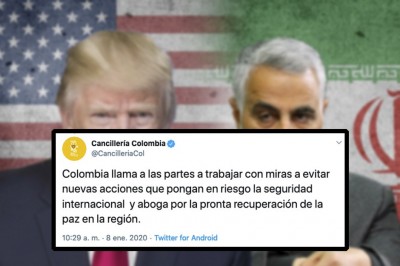 Cancillería Colombia
@CancilleriaCol
Colombia llama a las partes a trabajar con miras a evitar
nuevas acciones que pongan en riesgo la seguridad
internacional y aboga por la pronta recuperación de la
paz en la región.
10:29 a. m. · 8 ene. 2020 · Twitter for Android